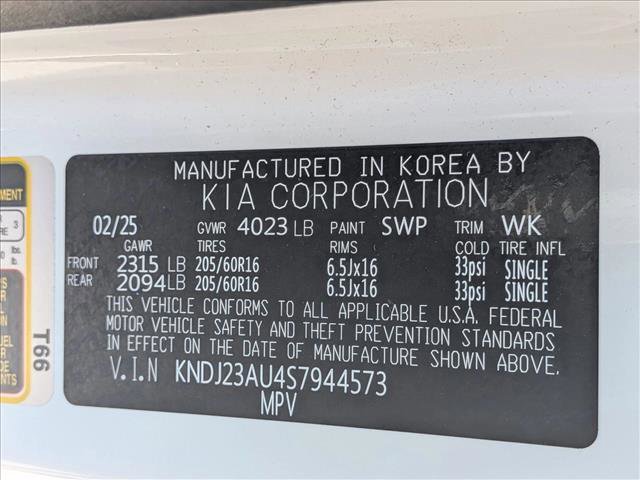 MANUFACTURED IN KOREA BY
KIA CORPORATION
02/25 GVWR 4023 LB PAINT SWP TRIM WK
GAWR TIRES RIMS COLD TIRE INFL
FRONT 2315 LB 205/60R16 6.5Jx16 33psi SINGLE
REAR 2094 LB 205/60R16 6.5Jx16 33psi SINGLE
THIS VEHICLE CONFORMS TO ALL APPLICABLE U.S.A. FEDERAL
MOTOR VEHICLE SAFETY AND THEFT PREVENTION STANDARDS
IN EFFECT ON THE DATE OF MANUFACTURE SHOWN ABOVE.
V.I.N KNDJ23AU4S7944573
MPV
T66
3
lbs.
lb.